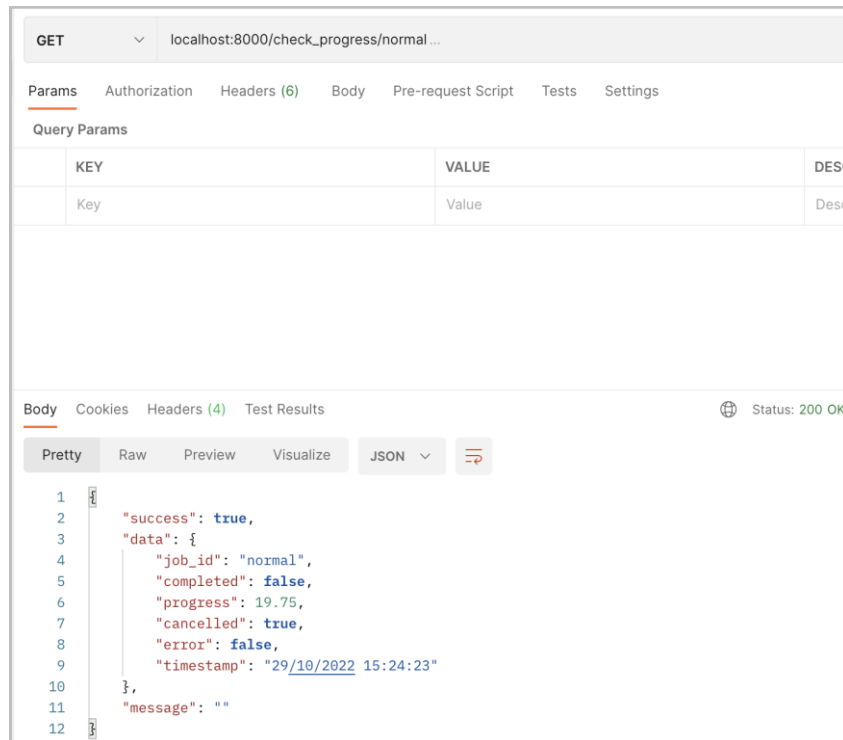 GET localhost:8000/check_progress/normal ...
Params Authorization Headers (6) Body Pre-request Script Tests Settings
Query Params
KEY VALUE DESC
Key Value Desc
Body Cookies Headers (4) Test Results Status: 200 OK
Pretty Raw Preview Visualize JSON
1 {
2 "success": true,
3 "data": {
4 "job_id": "normal",
5 "completed": false,
6 "progress": 19.75,
7 "cancelled": true,
8 "error": false,
9 "timestamp": "29/10/2022 15:24:23"
10 },
11 "message": ""
12 }